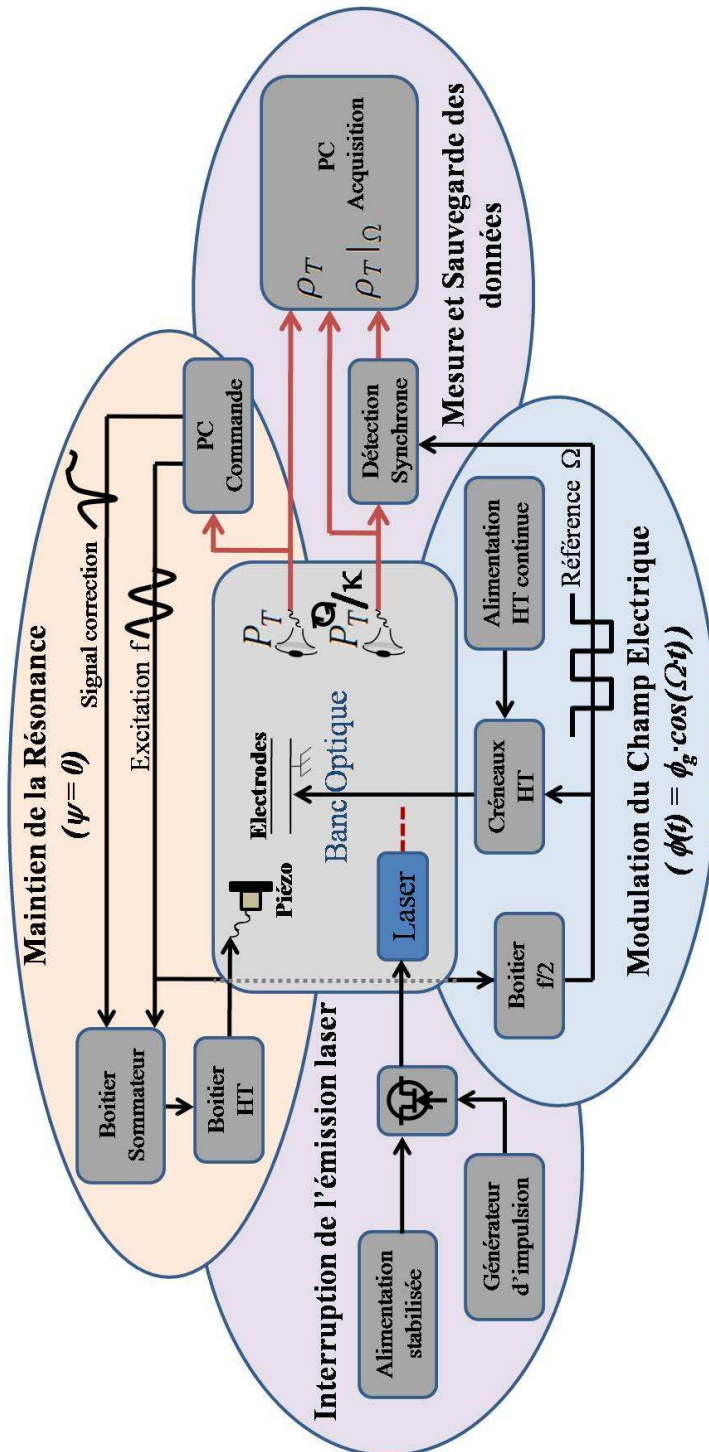 Maintien de la Résonance
(ψ = 0)
Signal correction
Excitation f
Boitier
Sommateur
Boitier
HT
PC
Commande
Piézo
Electrodes
Banc Optique
Laser
P_T
P_T/κ
Détection
Synchrone
ρ_T
ρ_T|_Ω
PC
Acquisition
Mesure et Sauvegarde des
données
Interruption de l'émission laser
Alimentation
stabilisée
Générateur
d'impulsion
Boitier
f/2
Créneaux
HT
Alimentation
HT continue
Référence Ω
Modulation du Champ Electrique
( ϕ(t) = ϕ_g·cos(Ω·t))